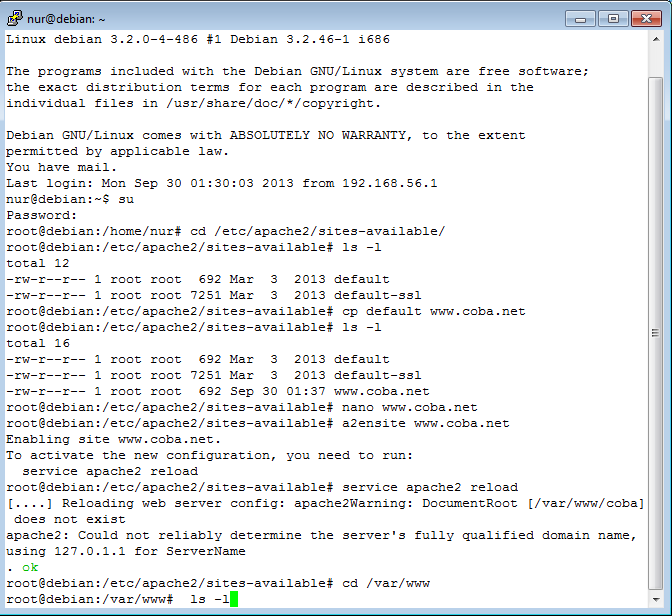 nur@debian: ~
Linux debian 3.2.0-4-486 #1 Debian 3.2.46-1 i686
The programs included with the Debian GNU/Linux system are free software;
the exact distribution terms for each program are described in the
individual files in /usr/share/doc/*/copyright.
Debian GNU/Linux comes with ABSOLUTELY NO WARRANTY, to the extent
permitted by applicable law.
You have mail.
Last login: Mon Sep 30 01:30:03 2013 from 192.168.56.1
nur@debian:~$ su
Password:
root@debian:/home/nur# cd /etc/apache2/sites-available/
root@debian:/etc/apache2/sites-available# ls -l
total 12
-rw-r--r-- 1 root root  692 Mar  3  2013 default
-rw-r--r-- 1 root root 7251 Mar  3  2013 default-ssl
root@debian:/etc/apache2/sites-available# cp default www.coba.net
root@debian:/etc/apache2/sites-available# ls -l
total 16
-rw-r--r-- 1 root root  692 Mar  3  2013 default
-rw-r--r-- 1 root root 7251 Mar  3  2013 default-ssl
-rw-r--r-- 1 root root  692 Sep 30 01:37 www.coba.net
root@debian:/etc/apache2/sites-available# nano www.coba.net
root@debian:/etc/apache2/sites-available# a2ensite www.coba.net
Enabling site www.coba.net.
To activate the new configuration, you need to run:
  service apache2 reload
root@debian:/etc/apache2/sites-available# service apache2 reload
[....] Reloading web server config: apache2Warning: DocumentRoot [/var/www/coba]
 does not exist
apache2: Could not reliably determine the server's fully qualified domain name,
using 127.0.1.1 for ServerName
. ok
root@debian:/etc/apache2/sites-available# cd /var/www
root@debian:/var/www#  ls -l